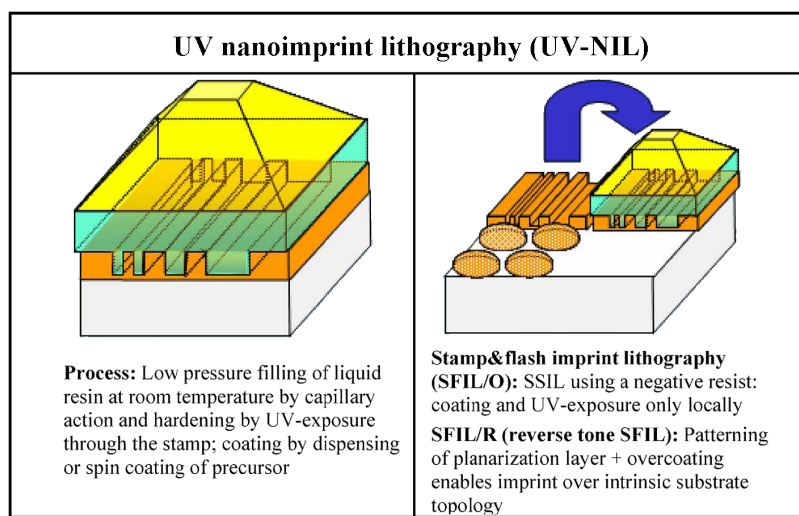 UV nanoimprint lithography (UV-NIL)
Process: Low pressure filling of liquid
resin at room temperature by capillary
action and hardening by UV-exposure
through the stamp; coating by dispensing
or spin coating of precursor
Stamp&flash imprint lithography
(SFIL/O): SSIL using a negative resist:
coating and UV-exposure only locally
SFIL/R (reverse tone SFIL): Patterning
of planarization layer + overcoating
enables imprint over intrinsic substrate
topology